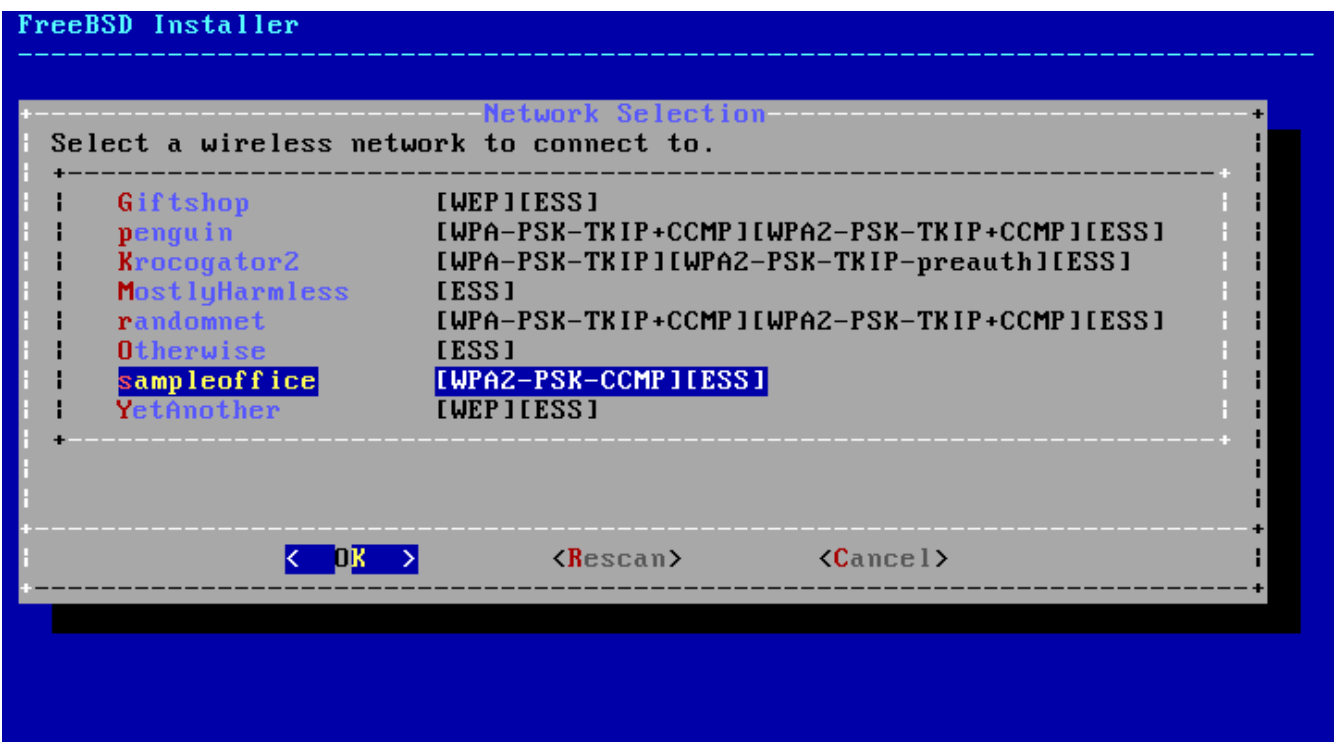 FreeBSD Installer
Network Selection
Select a wireless network to connect to.
Giftshop [WEP][ESS]
penguin [WPA-PSK-TKIP+CCMP][WPA2-PSK-TKIP+CCMP][ESS]
Krocogator2 [WPA-PSK-TKIP][WPA2-PSK-TKIP-preauth][ESS]
MostlyHarmless [ESS]
randomnet [WPA-PSK-TKIP+CCMP][WPA2-PSK-TKIP+CCMP][ESS]
Otherwise [ESS]
sampleoffice [WPA2-PSK-CCMP][ESS]
YetAnother [WEP][ESS]
< OK > <Rescan> <Cancel>